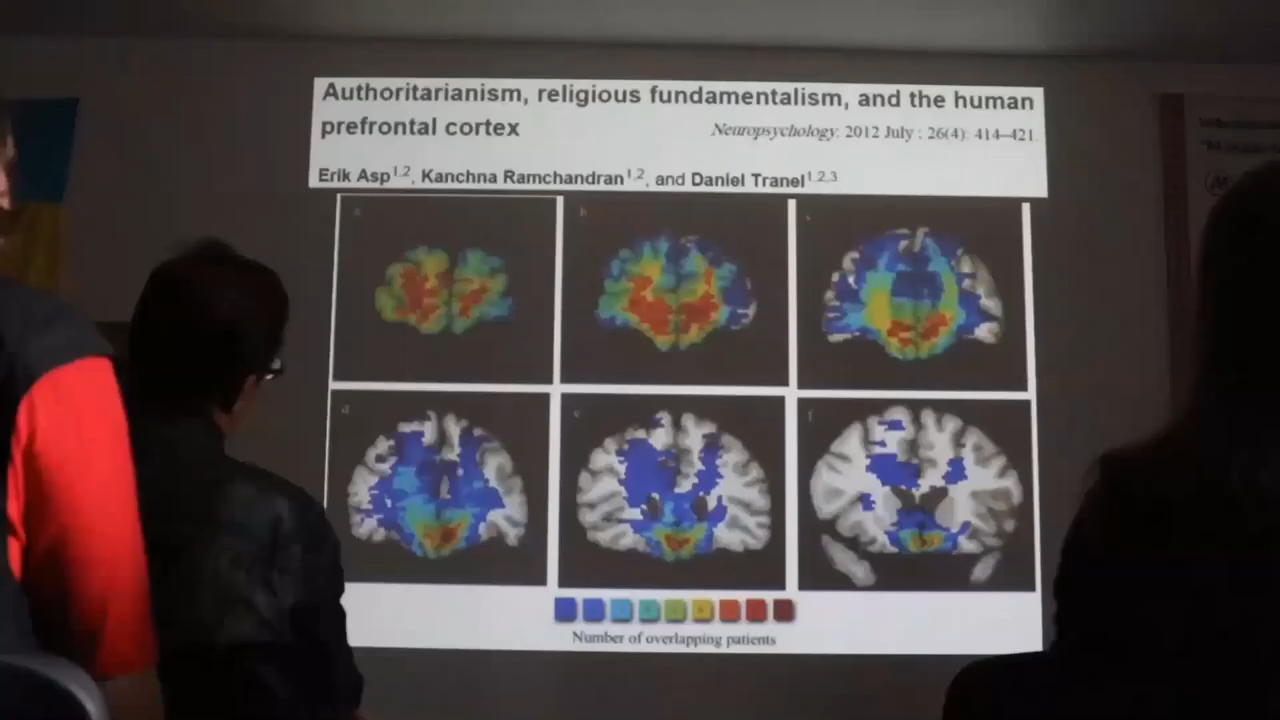 Authoritarianism, religious fundamentalism, and the human
prefrontal cortex
Neuropsychology. 2012 July ; 26(4): 414–421.
Erik Asp1,2, Kanchna Ramchandran1,2, and Daniel Tranel1,2,3
a
b
c
d
e
f
Number of overlapping patients